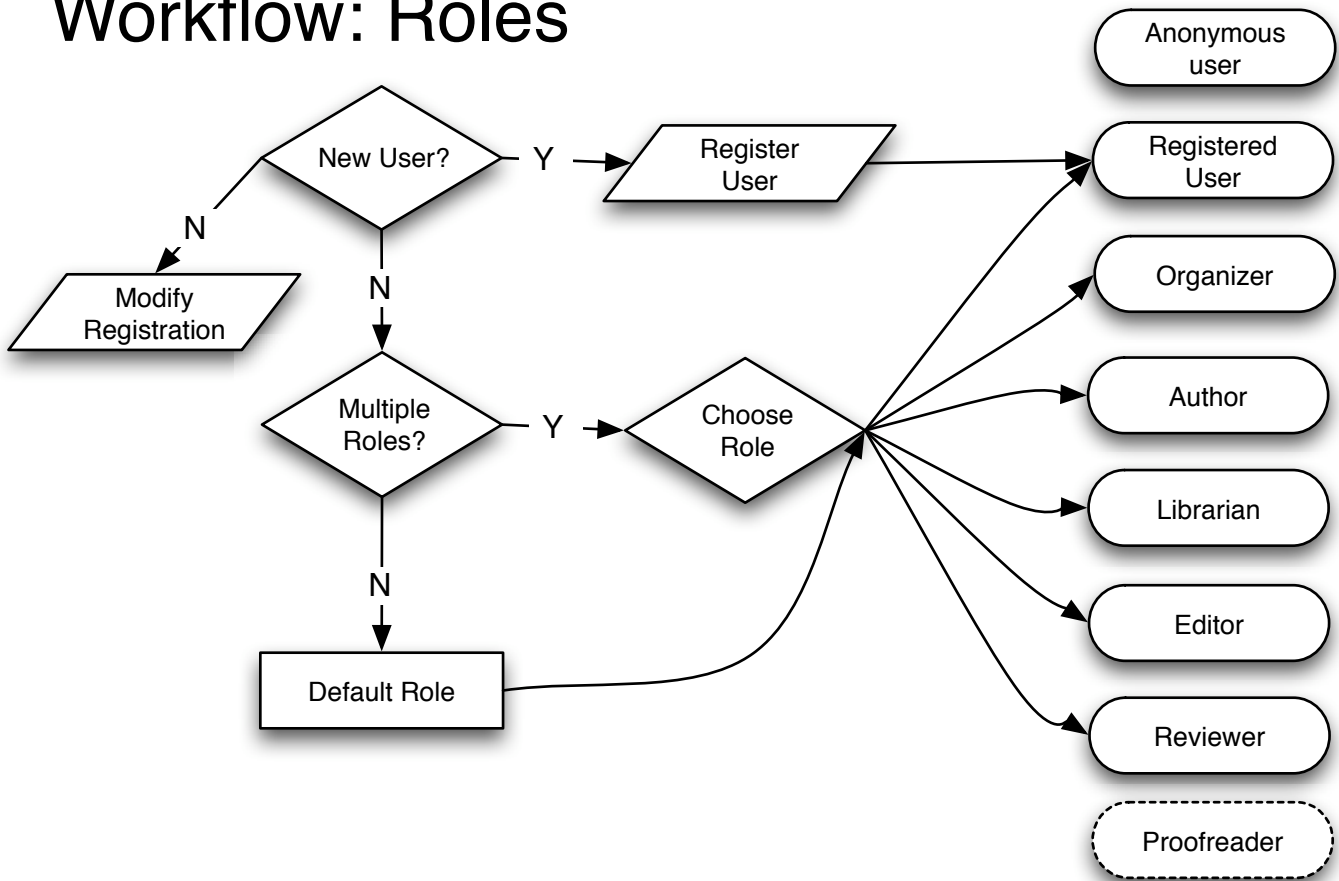 Workflow: Roles
Anonymous
user
New User?
Y
Register
User
Registered
User
N
Modify
Registration
N
Organizer
Multiple
Roles?
Y
Choose
Role
Author
Librarian
N
Editor
Default Role
Reviewer
Proofreader